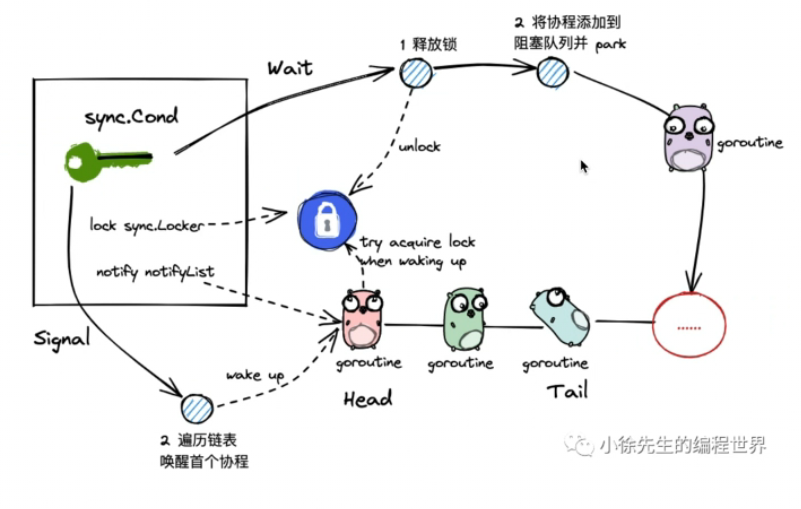 1 释放锁
2 将协程添加到
阻塞队列并 park
Wait
sync.Cond
goroutine
unlock
lock sync.Locker
try acquire lock
when waking up
notify notifyList
......
Signal
goroutine
goroutine
goroutine
wake up
Head
Tail
2 遍历链表
唤醒首个协程
小徐先生的编程世界